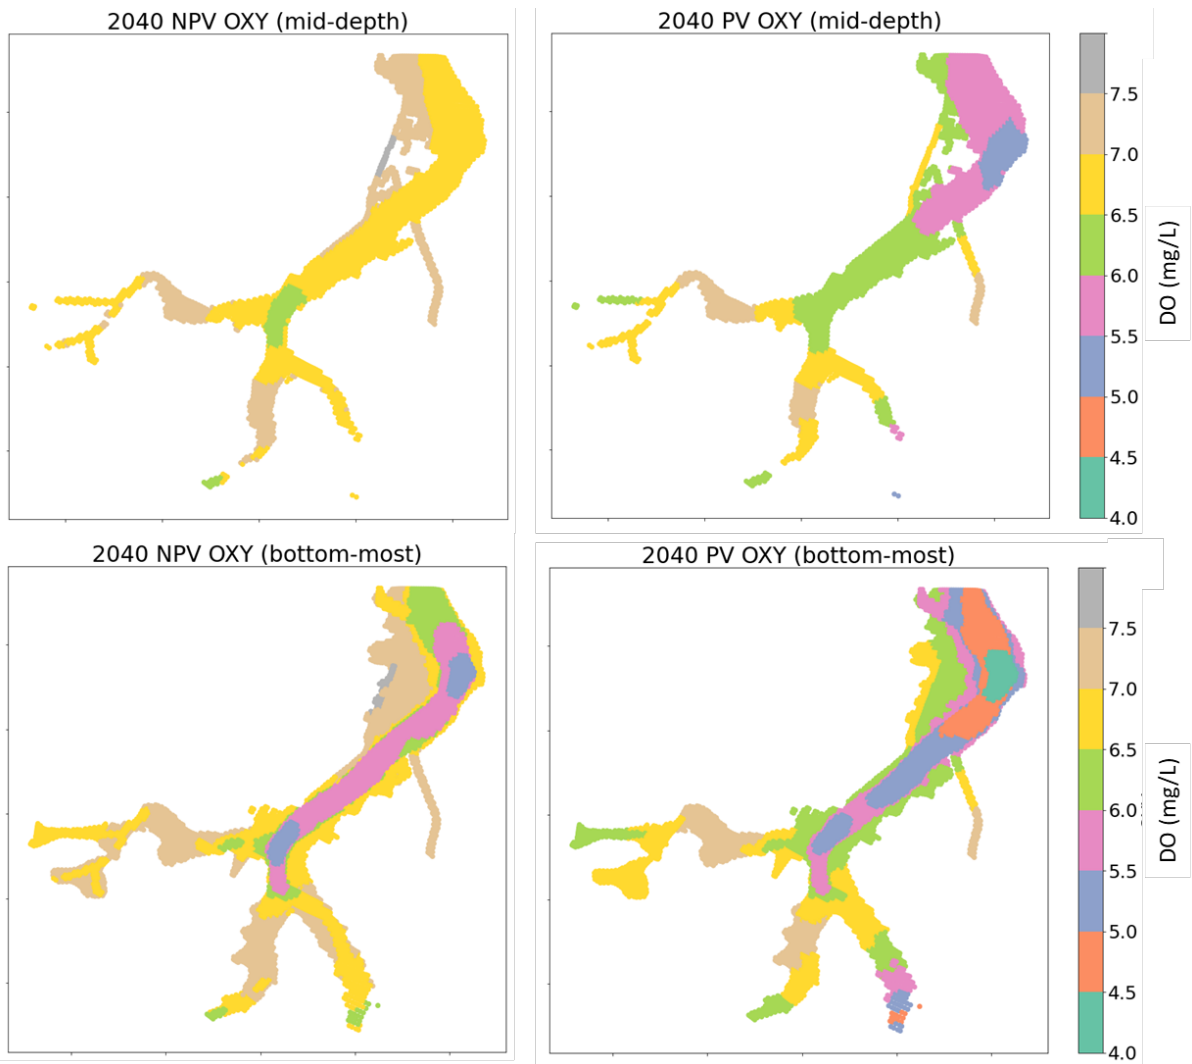 2040 NPV OXY (mid-depth)
2040 PV OXY (mid-depth)
7.5
7.0
6.5
6.0
5.5
5.0
4.5
4.0
DO (mg/L)
2040 NPV OXY (bottom-most)
2040 PV OXY (bottom-most)
7.5
7.0
6.5
6.0
5.5
5.0
4.5
4.0
DO (mg/L)